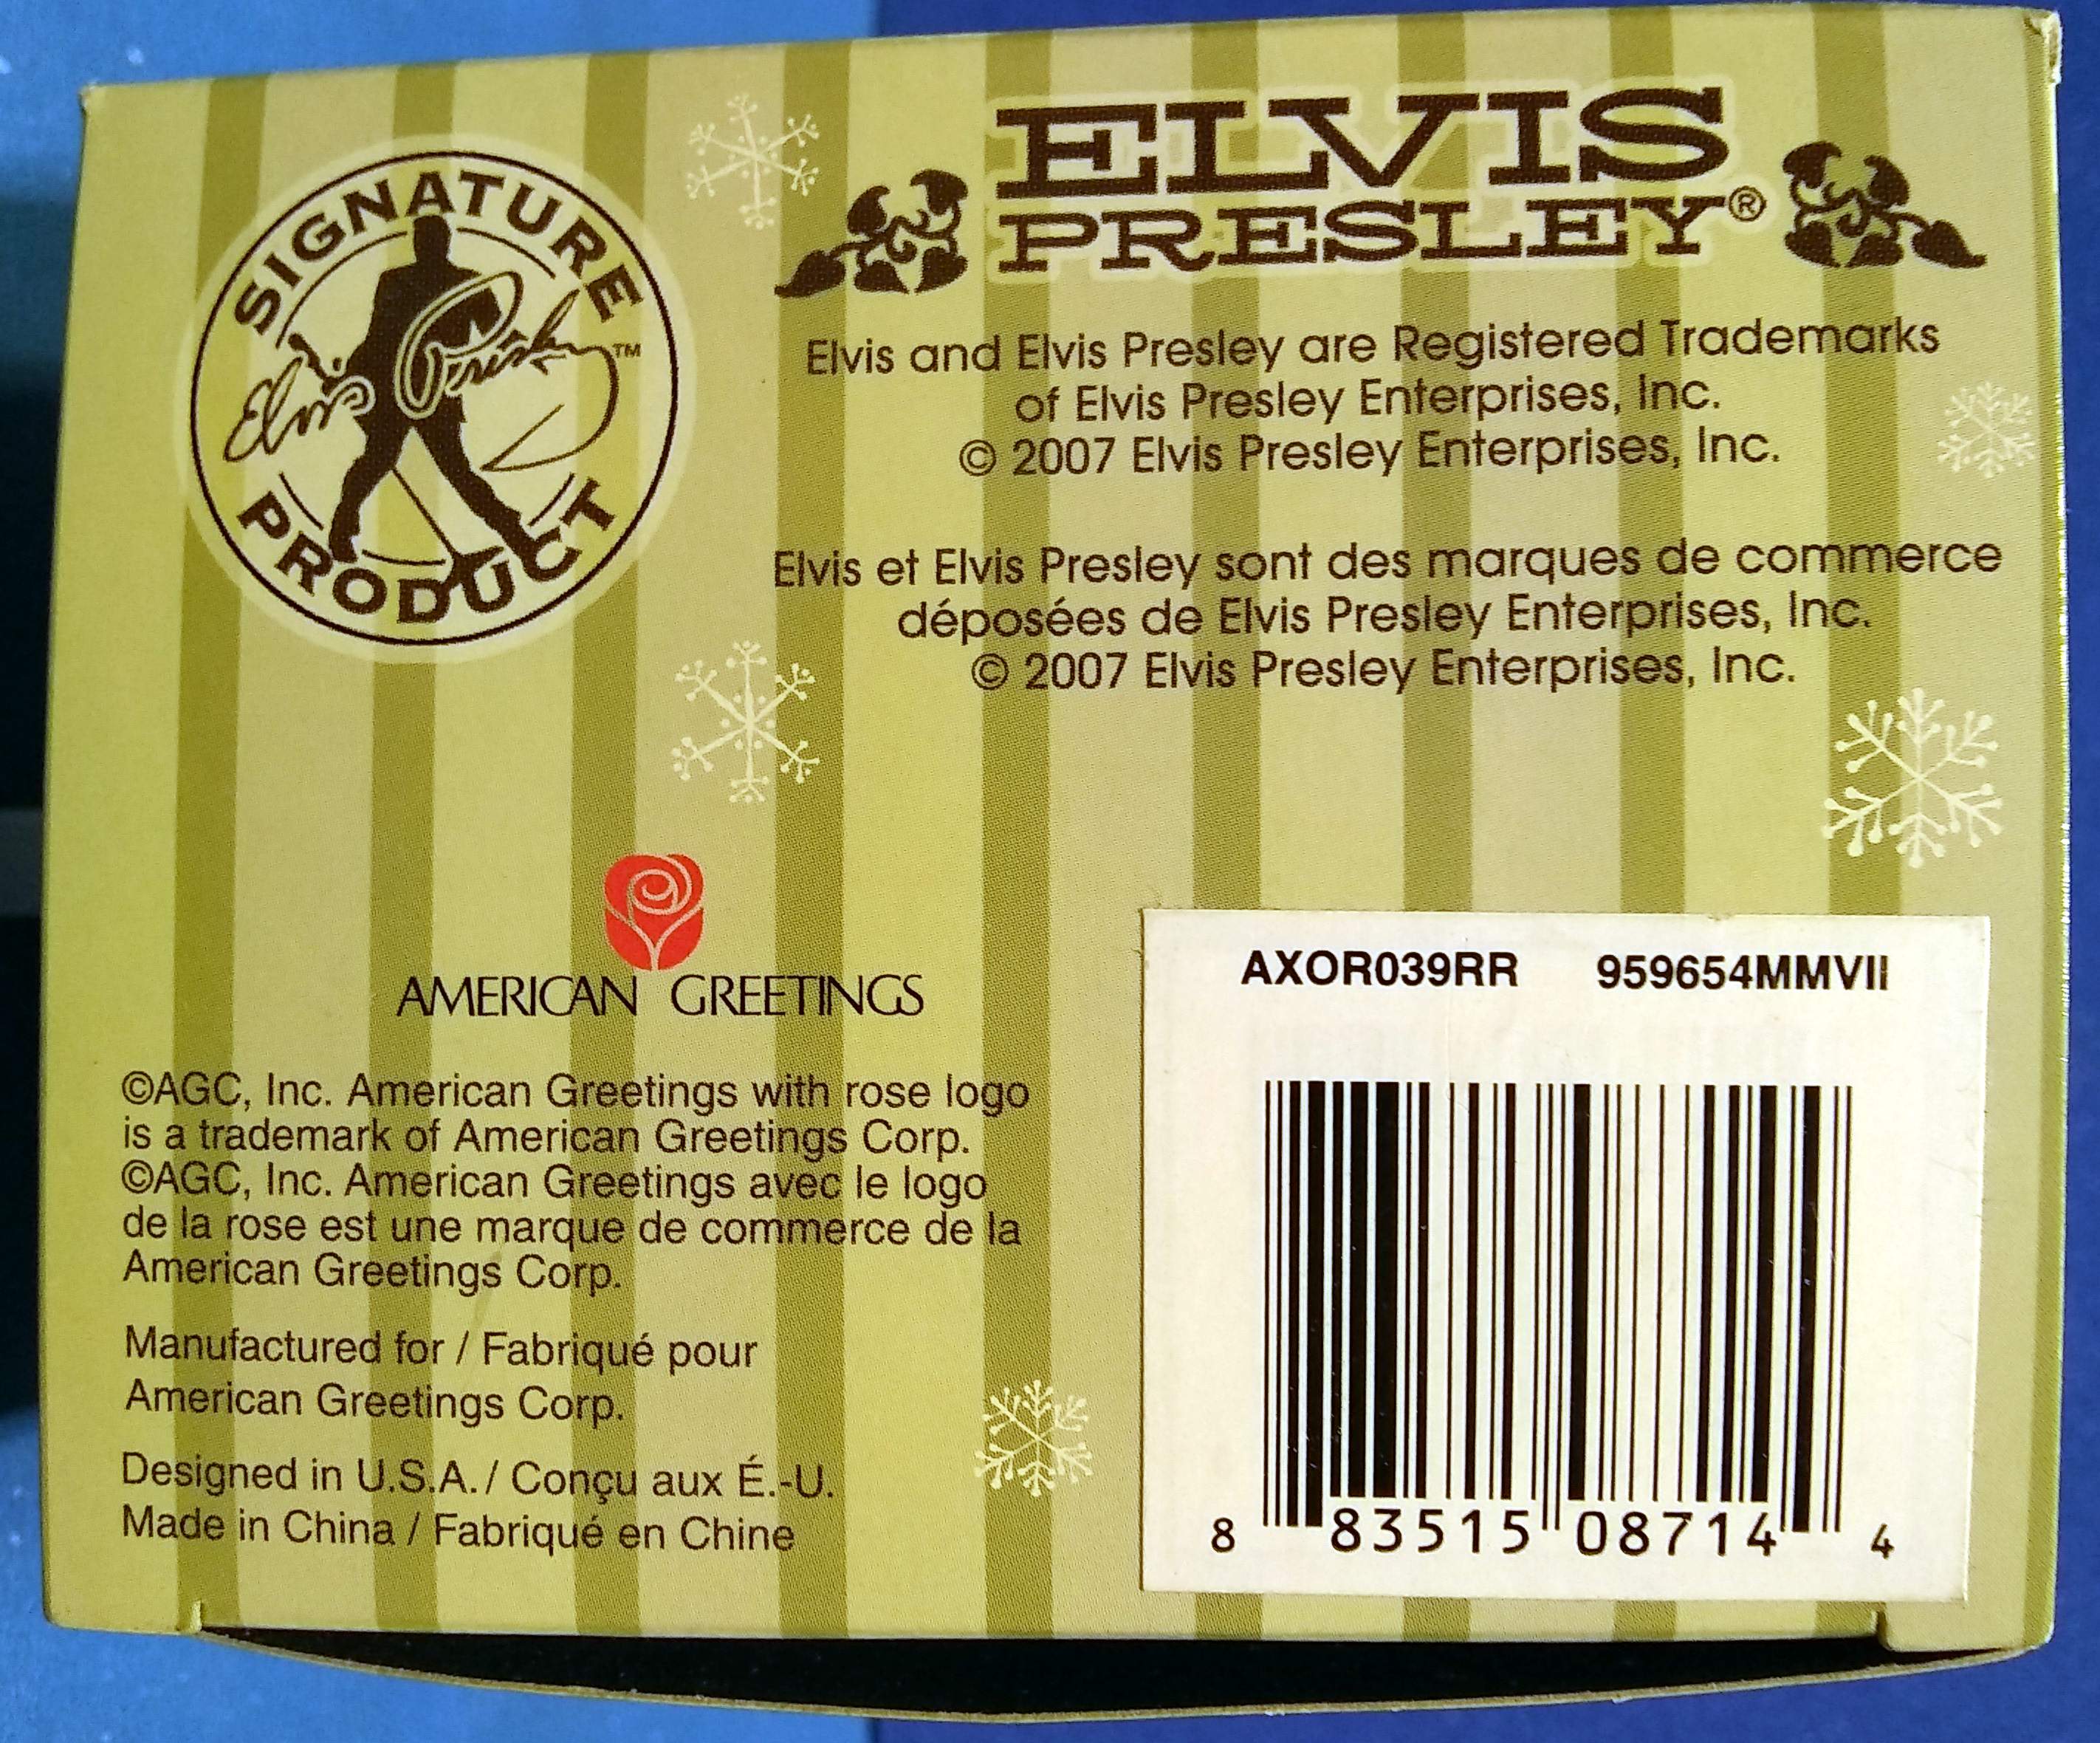 SIGNATURE
Elvis Presley™
PRODUCT
ELVIS
PRESLEY®
Elvis and Elvis Presley are Registered Trademarks
of Elvis Presley Enterprises, Inc.
© 2007 Elvis Presley Enterprises, Inc.
Elvis et Elvis Presley sont des marques de commerce
déposées de Elvis Presley Enterprises, Inc.
© 2007 Elvis Presley Enterprises, Inc.
AMERICAN GREETINGS
©AGC, Inc. American Greetings with rose logo
is a trademark of American Greetings Corp.
©AGC, Inc. American Greetings avec le logo
de la rose est une marque de commerce de la
American Greetings Corp.
Manufactured for / Fabriqué pour
American Greetings Corp.
Designed in U.S.A. / Conçu aux É.-U.
Made in China / Fabriqué en Chine
AXOR039RR 959654MMVII
8 83515 08714 4